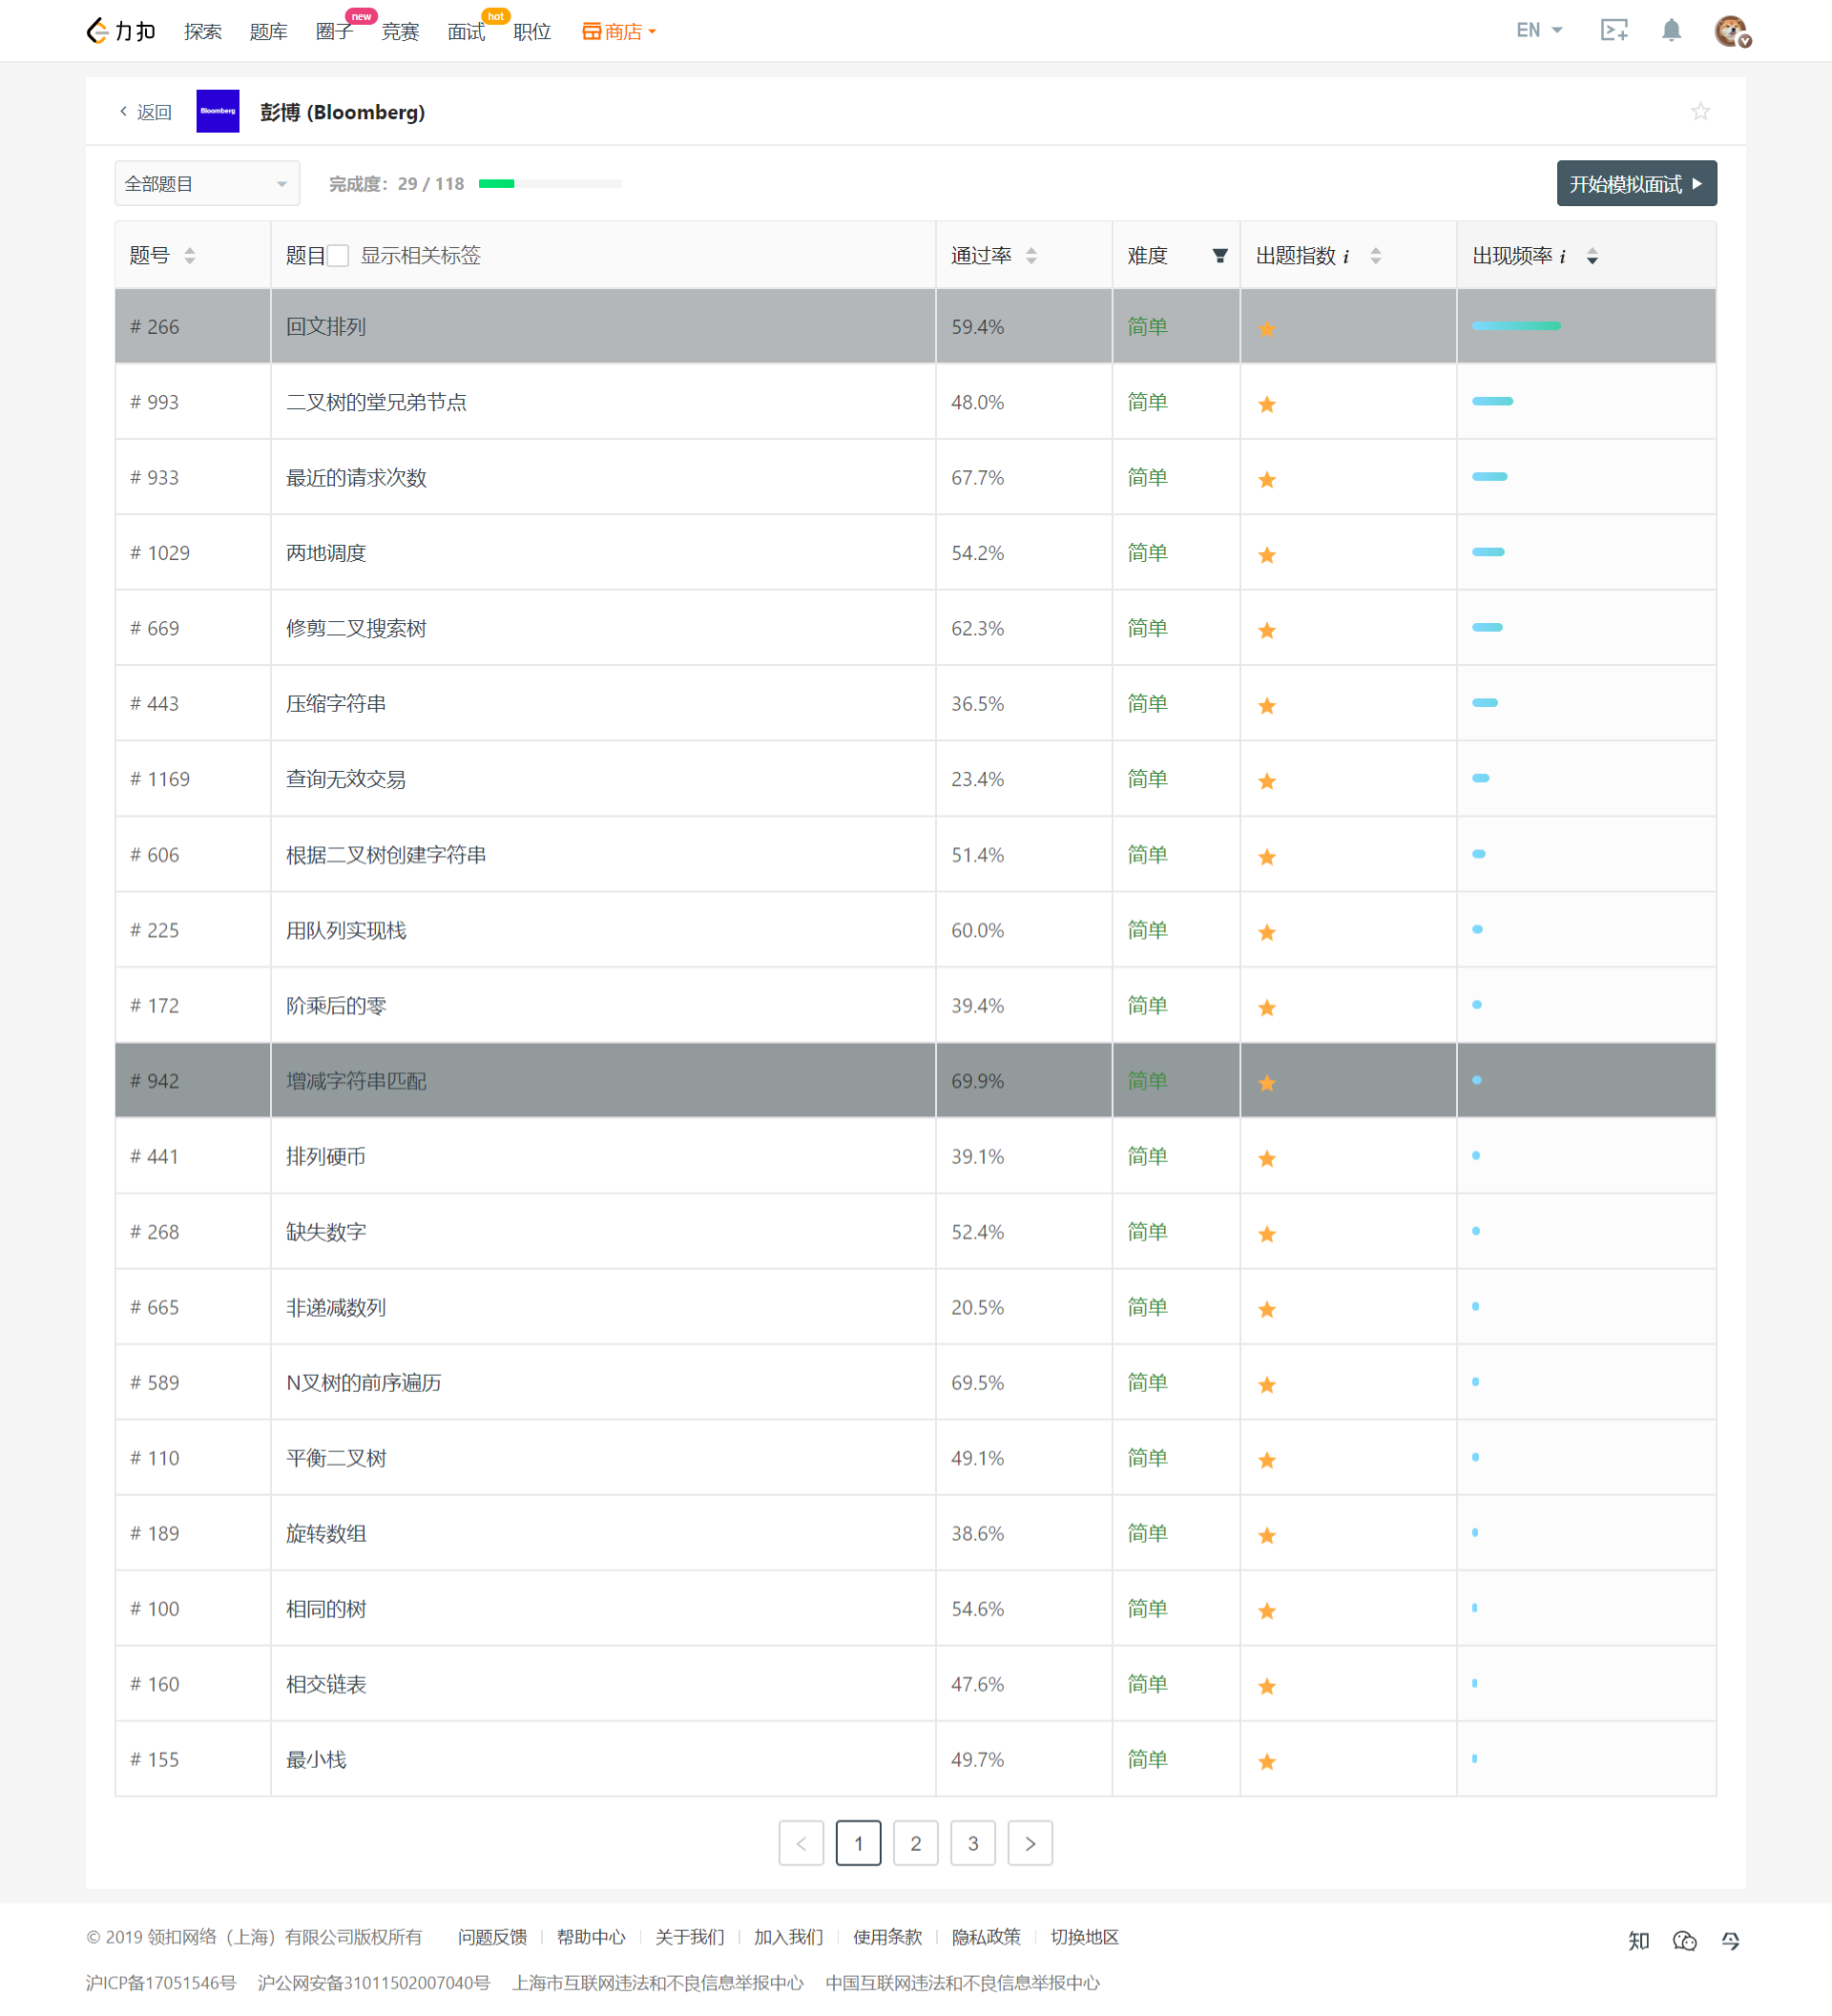 力扣 探索 题库 圈子 new 竞赛 面试 hot 职位 商店 EN
返回 Bloomberg 彭博 (Bloomberg)
全部题目 完成度：29 / 118 开始模拟面试
题号 题目 显示相关标签 通过率 难度 出题指数 i 出现频率 i
# 266 回文排列 59.4% 简单
# 993 二叉树的堂兄弟节点 48.0% 简单
# 933 最近的请求次数 67.7% 简单
# 1029 两地调度 54.2% 简单
# 669 修剪二叉搜索树 62.3% 简单
# 443 压缩字符串 36.5% 简单
# 1169 查询无效交易 23.4% 简单
# 606 根据二叉树创建字符串 51.4% 简单
# 225 用队列实现栈 60.0% 简单
# 172 阶乘后的零 39.4% 简单
# 942 增减字符串匹配 69.9% 简单
# 441 排列硬币 39.1% 简单
# 268 缺失数字 52.4% 简单
# 665 非递减数列 20.5% 简单
# 589 N叉树的前序遍历 69.5% 简单
# 110 平衡二叉树 49.1% 简单
# 189 旋转数组 38.6% 简单
# 100 相同的树 54.6% 简单
# 160 相交链表 47.6% 简单
# 155 最小栈 49.7% 简单
< 1 2 3 >
© 2019 领扣网络（上海）有限公司版权所有 问题反馈 帮助中心 关于我们 加入我们 使用条款 隐私政策 切换地区 知
沪ICP备17051546号 沪公网安备31011502007040号 上海市互联网违法和不良信息举报中心 中国互联网违法和不良信息举报中心